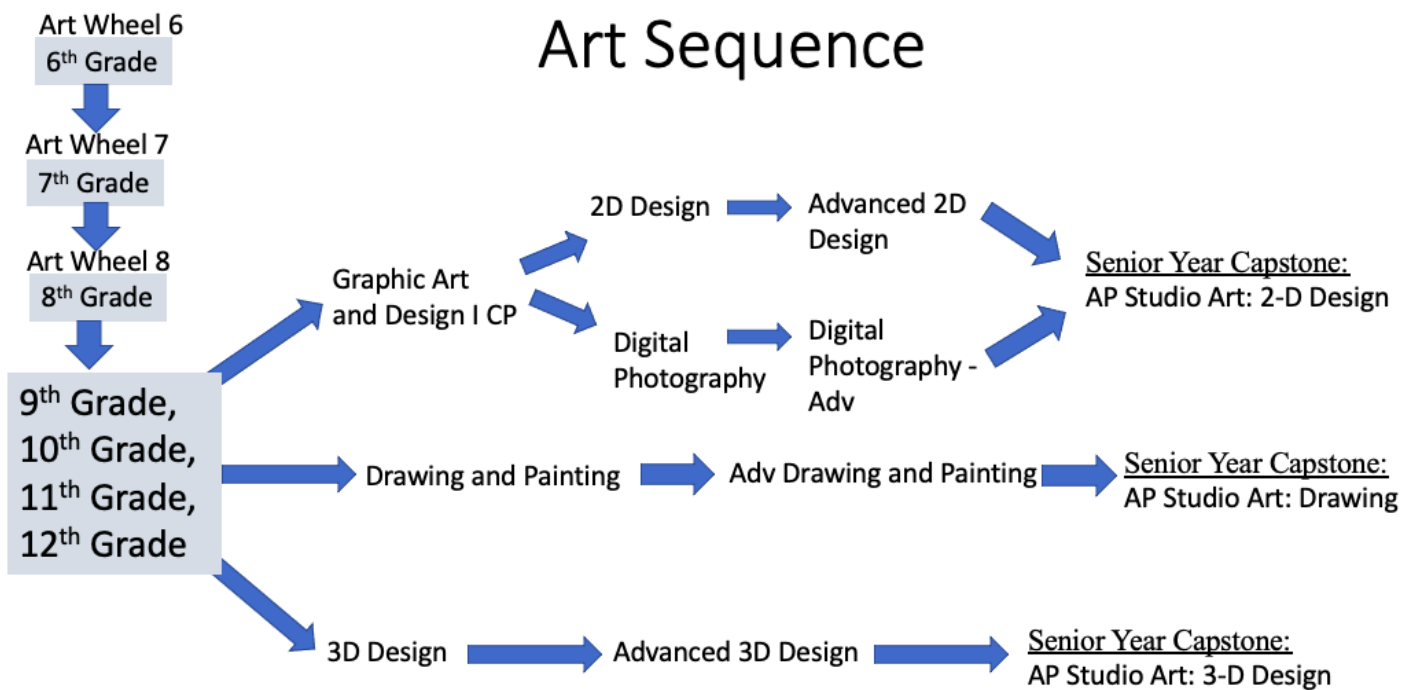 Art Sequence
Art Wheel 6
6th Grade
Art Wheel 7
7th Grade
Art Wheel 8
8th Grade
9th Grade,
10th Grade,
11th Grade,
12th Grade
Graphic Art
and Design I CP
2D Design
Advanced 2D
Design
Digital
Photography
Digital
Photography -
Adv
Senior Year Capstone:
AP Studio Art: 2-D Design
Drawing and Painting
Adv Drawing and Painting
Senior Year Capstone:
AP Studio Art: Drawing
3D Design
Advanced 3D Design
Senior Year Capstone:
AP Studio Art: 3-D Design